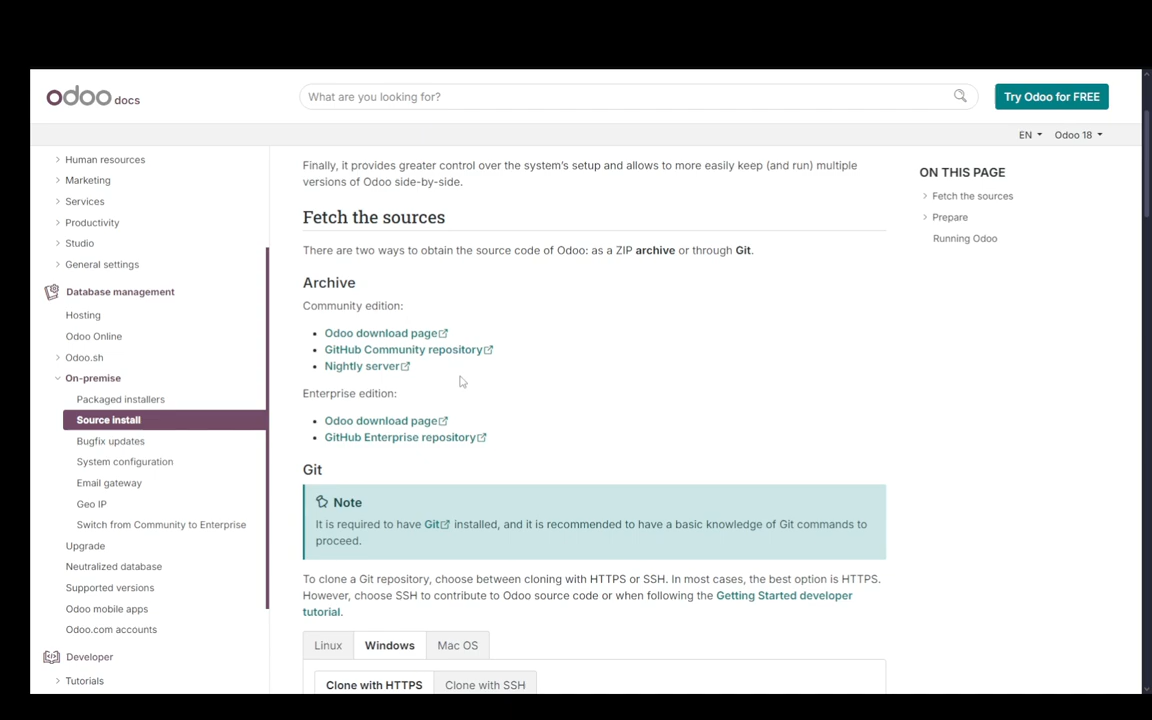 odoo docs
What are you looking for?
Try Odoo for FREE
EN
Odoo 18
Human resources
Marketing
Services
Productivity
Studio
General settings
Database management
Hosting
Odoo Online
Odoo.sh
On-premise
Packaged installers
Source install
Bugfix updates
System configuration
Email gateway
Geo IP
Switch from Community to Enterprise
Upgrade
Neutralized database
Supported versions
Odoo mobile apps
Odoo.com accounts
Developer
Tutorials
Finally, it provides greater control over the system's setup and allows to more easily keep (and run) multiple
versions of Odoo side-by-side.
Fetch the sources
There are two ways to obtain the source code of Odoo: as a ZIP archive or through Git.
Archive
Community edition:
• Odoo download page
• GitHub Community repository
• Nightly server
Enterprise edition:
• Odoo download page
• GitHub Enterprise repository
Git
Note
It is required to have Git installed, and it is recommended to have a basic knowledge of Git commands to
proceed.
To clone a Git repository, choose between cloning with HTTPS or SSH. In most cases, the best option is HTTPS.
However, choose SSH to contribute to Odoo source code or when following the Getting Started developer
tutorial.
Linux Windows Mac OS
Clone with HTTPS Clone with SSH
ON THIS PAGE
Fetch the sources
Prepare
Running Odoo